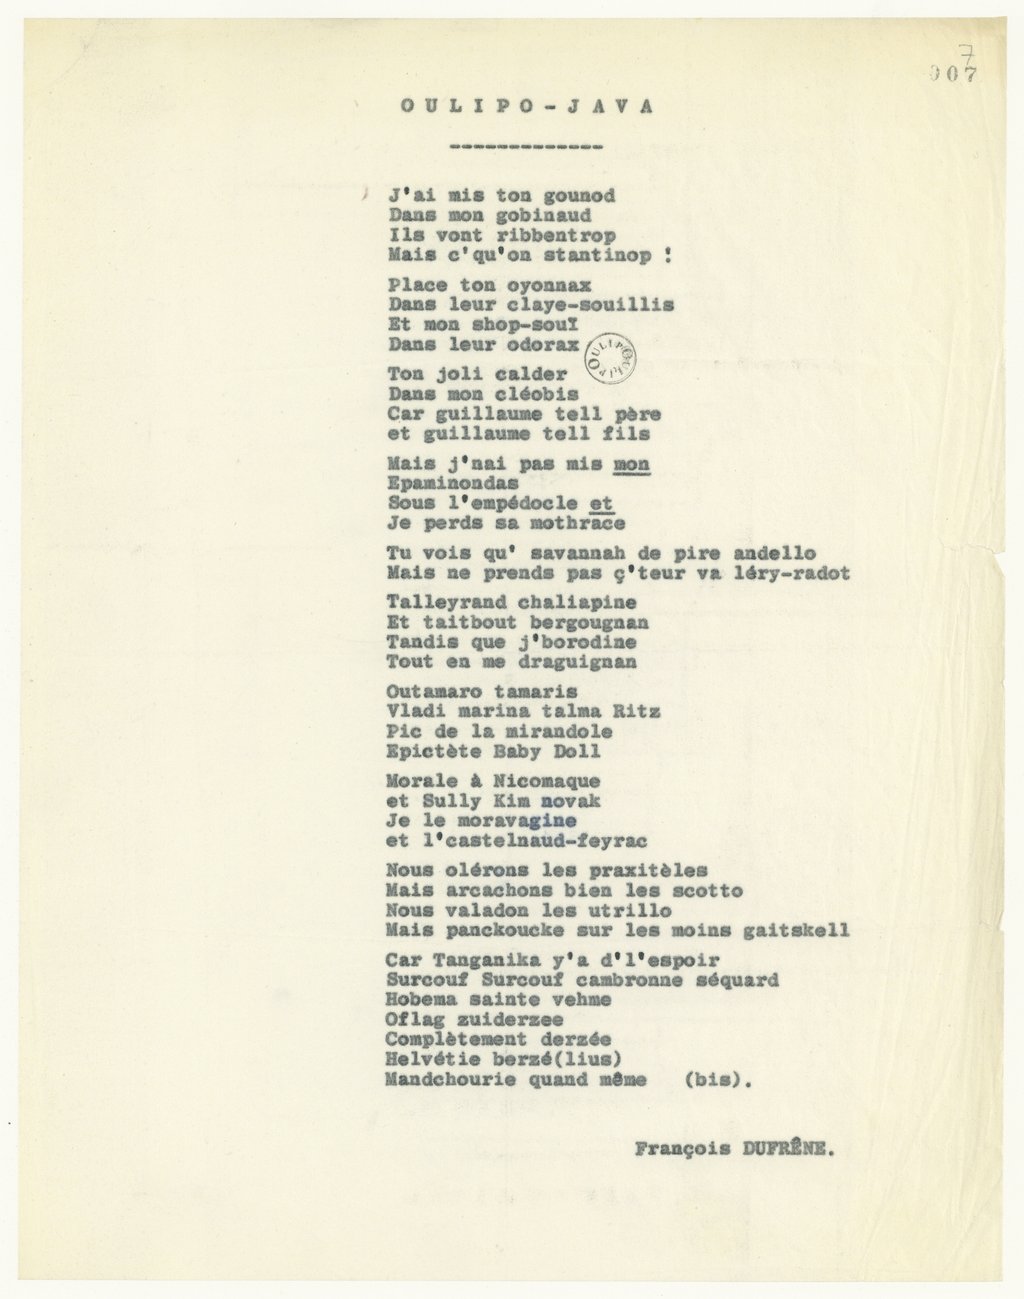 7
007
OULIPO-JAVA
-------------
J'ai mis ton gounod
Dans mon gobinaud
Ils vont ribbentrop
Mais c'qu'on stantinop !
Place ton oyonnax
Dans leur claye-souillis
Et mon shop-souï
Dans leur odorax
OULIPO
Ton joli calder
Dans mon cléobis
Car guillaume tell père
et guillaume tell fils
Mais j'nai pas mis mon
Epaminondas
Sous l'empédocle et
Je perds sa mothrace
Tu vois qu' savannah de pire andello
Mais ne prends pas ç'teur va léry-radot
Talleyrand chaliapine
Et taitbout bergougnan
Tandis que j'borodine
Tout en me draguignan
Outamaro tamaris
Vladi marina talma Ritz
Pic de la mirandole
Epictète Baby Doll
Morale à Nicomaque
et Sully Kim novak
Je le moravagine
et l'castelnaud-feyrac
Nous olérons les praxitèles
Mais arcachons bien les scotto
Nous valadon les utrillo
Mais panckoucke sur les moins gaitskell
Car Tanganika y'a d'l'espoir
Surcouf Surcouf cambronne séquard
Hobema sainte vehme
Oflag zuiderzee
Complètement derzée
Helvétie berzé(lius)
Mandchourie quand même (bis).
François DUFRÊNE.